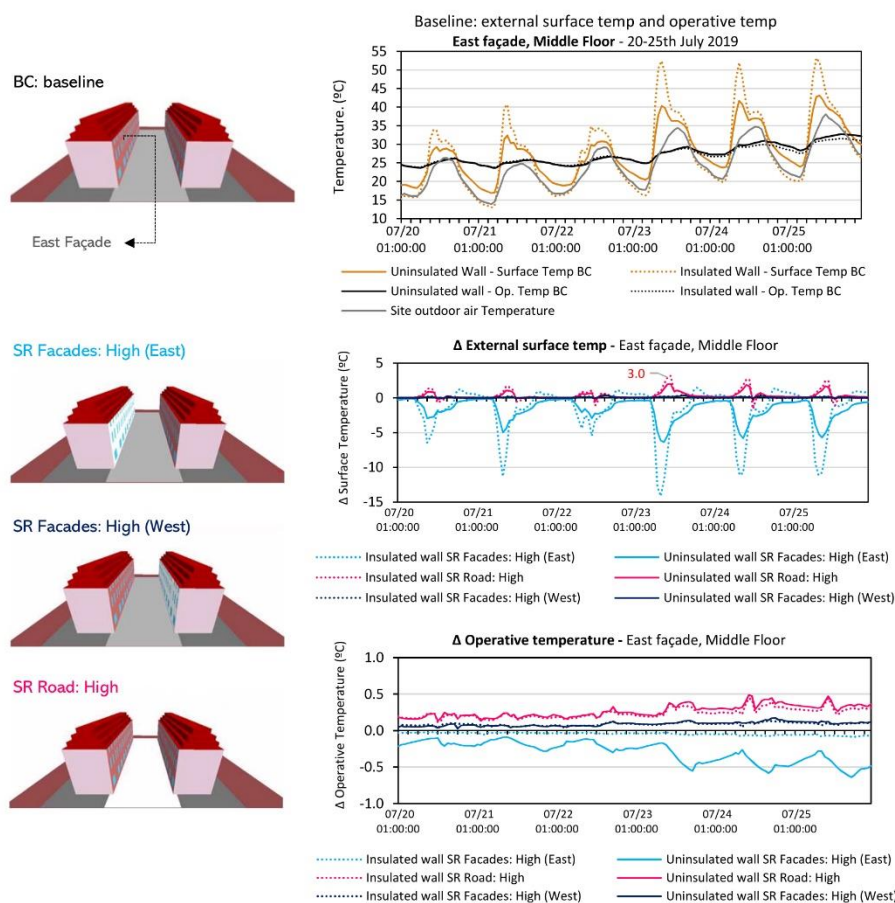 Baseline: external surface temp and operative temp
East façade, Middle Floor - 20-25th July 2019
BC: baseline
East Façade
Temperature. (ºC)
55
50
45
40
35
30
25
20
15
10
07/20 07/21 07/22 07/23 07/24 07/25
01:00:00 01:00:00 01:00:00 01:00:00 01:00:00 01:00:00
Uninsulated Wall - Surface Temp BC
Insulated Wall - Surface Temp BC
Uninsulated wall - Op. Temp BC
Insulated wall - Op. Temp BC
Site outdoor air Temperature
SR Facades: High (East)
Δ External surface temp - East façade, Middle Floor
Δ Surface Temperature (ºC)
5
0
-5
-10
-15
3.0
07/20 07/21 07/22 07/23 07/24 07/25
01:00:00 01:00:00 01:00:00 01:00:00 01:00:00 01:00:00
SR Facades: High (West)
Insulated wall SR Facades: High (East)
Uninsulated wall SR Facades: High (East)
Insulated wall SR Road: High
Uninsulated wall SR Road: High
Insulated wall SR Facades: High (West)
Uninsulated wall SR Facades: High (West)
SR Road: High
Δ Operative temperature - East façade, Middle Floor
Δ Operative Temperature (ºC)
1.0
0.5
0.0
-0.5
-1.0
07/20 07/21 07/22 07/23 07/24 07/25
01:00:00 01:00:00 01:00:00 01:00:00 01:00:00 01:00:00
Insulated wall SR Facades: High (East)
Uninsulated wall SR Facades: High (East)
Insulated wall SR Road: High
Uninsulated wall SR Road: High
Insulated wall SR Facades: High (West)
Uninsulated wall SR Facades: High (West)